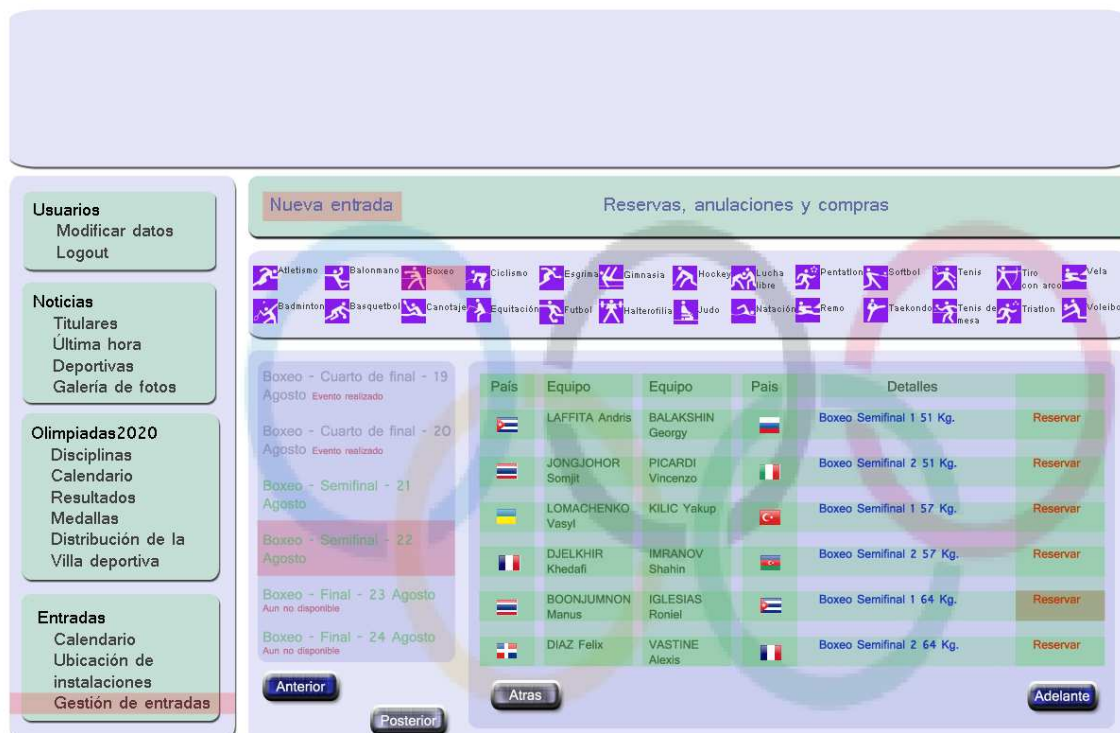 Usuarios
Modificar datos
Logout
Noticias
Titulares
Última hora
Deportivas
Galería de fotos
Olimpiadas2020
Disciplinas
Calendario
Resultados
Medallas
Distribución de la
Villa deportiva
Entradas
Calendario
Ubicación de
instalaciones
Gestión de entradas
Nueva entrada
Reservas, anulaciones y compras
Atletismo Balonmano Boxeo Ciclismo Esgrima Gimnasia Hockey Lucha libre Pentatlon Softbol Tenis Tiro con arco Vela
Badminton Basquetbol Canotaje Equitación Futbol Halterofilia Judo Natación Remo Taekondo Tenis de mesa Triatlon Voleibo
Boxeo - Cuarto de final - 19
Agosto Evento realizado
Boxeo - Cuarto de final - 20
Agosto Evento realizado
Boxeo - Semifinal - 21
Agosto
Boxeo - Semifinal - 22
Agosto
Boxeo - Final - 23 Agosto
Aun no disponible
Boxeo - Final - 24 Agosto
Aun no disponible
Anterior
Posterior
País Equipo Equipo Pais Detalles
LAFFITA Andris BALAKSHIN Georgy Boxeo Semifinal 1 51 Kg. Reservar
JONGJOHOR Somjit PICARDI Vincenzo Boxeo Semifinal 2 51 Kg. Reservar
LOMACHENKO Vasyl KILIC Yakup Boxeo Semifinal 1 57 Kg. Reservar
DJELKHIR Khedafi IMRANOV Shahin Boxeo Semifinal 2 57 Kg. Reservar
BOONJUMNON Manus IGLESIAS Roniel Boxeo Semifinal 1 64 Kg. Reservar
DIAZ Felix VASTINE Alexis Boxeo Semifinal 2 64 Kg. Reservar
Atras
Adelante